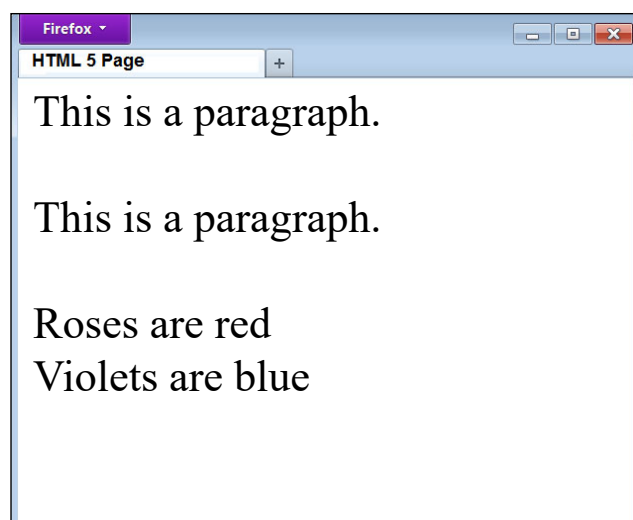 Firefox
HTML 5 Page
This is a paragraph.
This is a paragraph.
Roses are red
Violets are blue